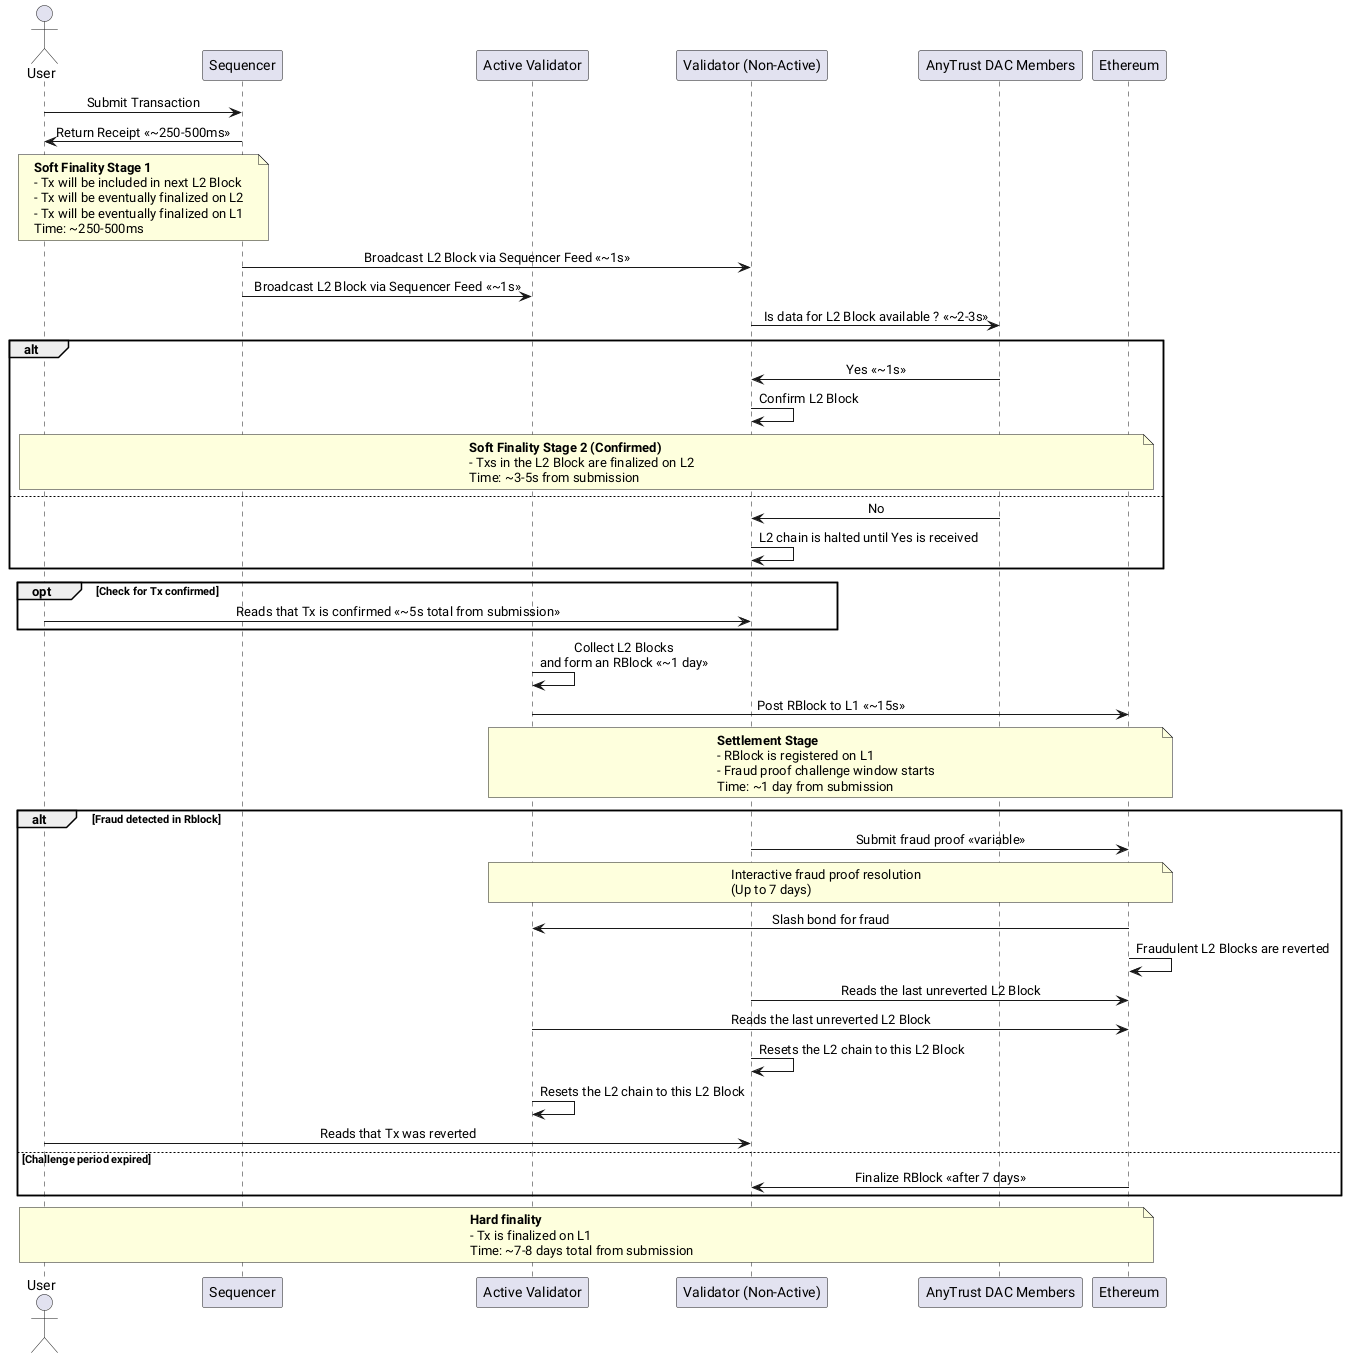 User
Sequencer
Active Validator
Validator (Non-Active)
AnyTrust DAC Members
Ethereum
Submit Transaction
Return Receipt «~250-500ms»
Soft Finality Stage 1
- Tx will be included in next L2 Block
- Tx will be eventually finalized on L2
- Tx will be eventually finalized on L1
Time: ~250-500ms
Broadcast L2 Block via Sequencer Feed «~1s»
Broadcast L2 Block via Sequencer Feed «~1s»
Is data for L2 Block available ? «~2-3s»
alt
Yes «~1s»
Confirm L2 Block
Soft Finality Stage 2 (Confirmed)
- Txs in the L2 Block are finalized on L2
Time: ~3-5s from submission
No
L2 chain is halted until Yes is received
opt
[Check for Tx confirmed]
Reads that Tx is confirmed «~5s total from submission»
Collect L2 Blocks
and form an RBlock «~1 day»
Post RBlock to L1 «~15s»
Settlement Stage
- RBlock is registered on L1
- Fraud proof challenge window starts
Time: ~1 day from submission
alt
[Fraud detected in Rblock]
Submit fraud proof «variable»
Interactive fraud proof resolution
(Up to 7 days)
Slash bond for fraud
Fraudulent L2 Blocks are reverted
Reads the last unreverted L2 Block
Reads the last unreverted L2 Block
Resets the L2 chain to this L2 Block
Resets the L2 chain to this L2 Block
Reads that Tx was reverted
[Challenge period expired]
Finalize RBlock «after 7 days»
Hard finality
- Tx is finalized on L1
Time: ~7-8 days total from submission
User
Sequencer
Active Validator
Validator (Non-Active)
AnyTrust DAC Members
Ethereum